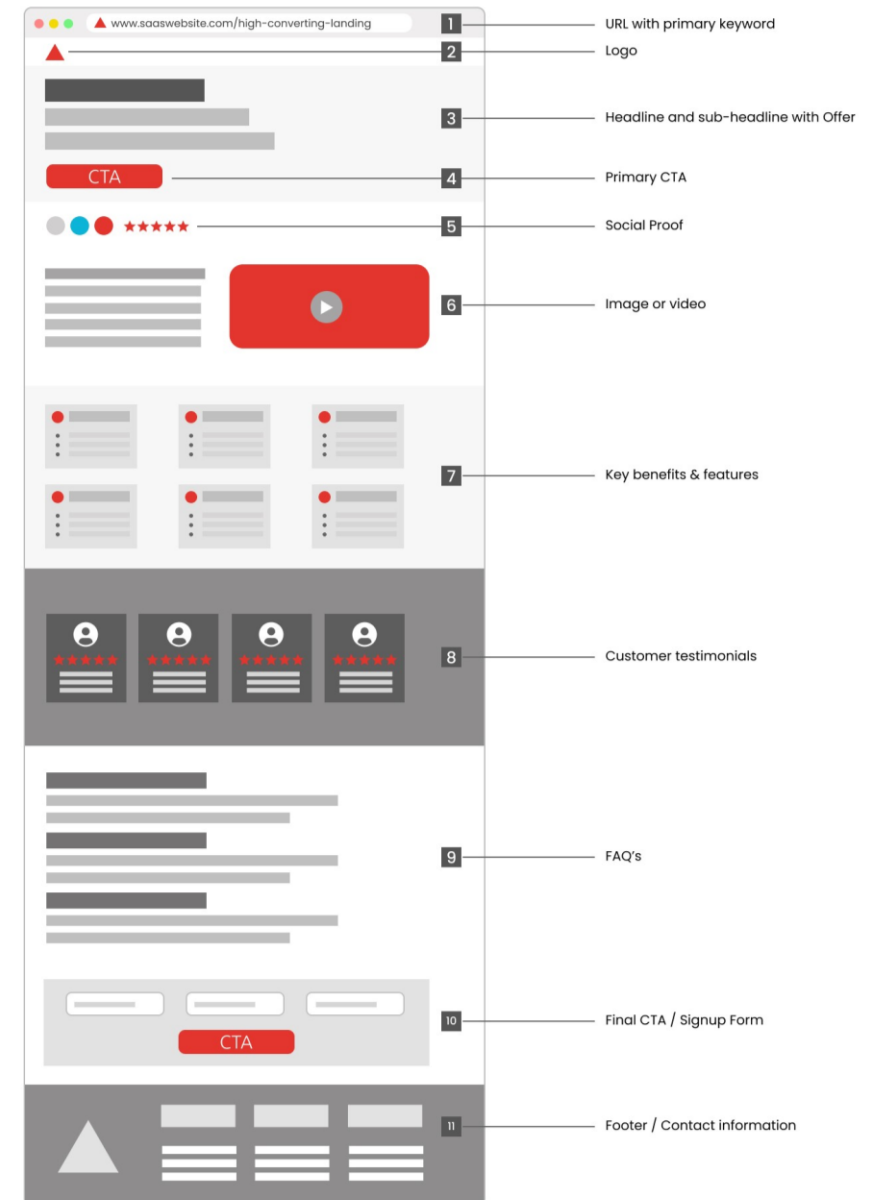 www.saaswebsite.com/high-converting-landing
1 URL with primary keyword
2 Logo
3 Headline and sub-headline with Offer
CTA
4 Primary CTA
5 Social Proof
6 Image or video
7 Key benefits & features
8 Customer testimonials
9 FAQ's
10 Final CTA / Signup Form
CTA
11 Footer / Contact information